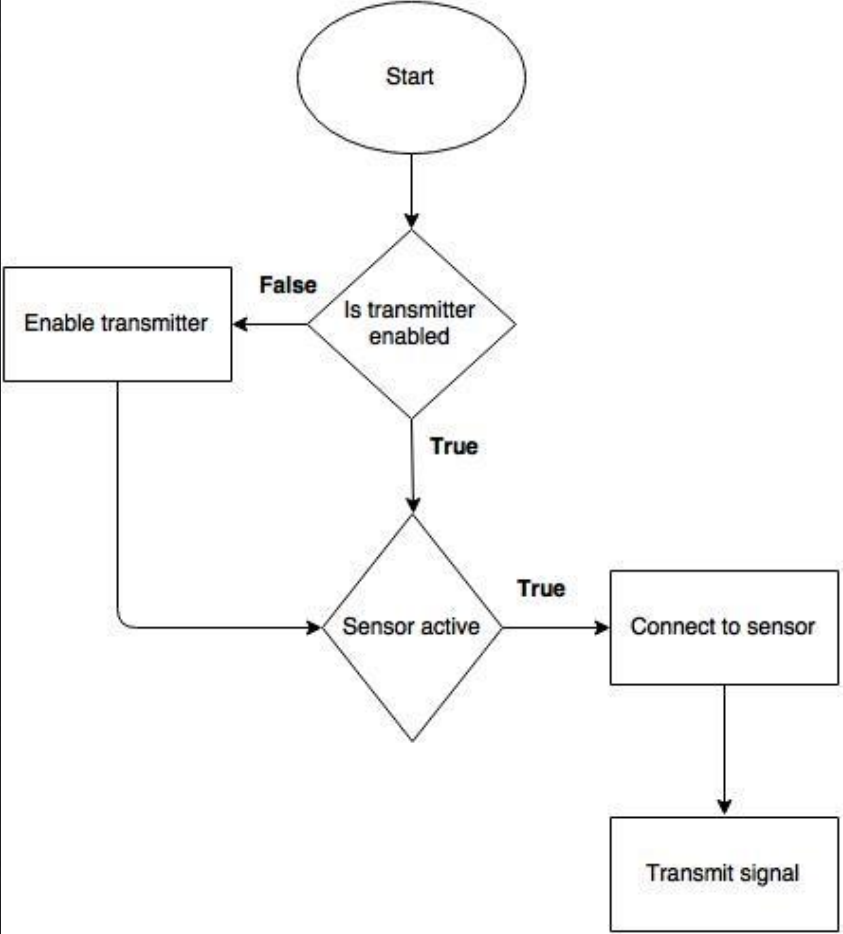 Start
False
Is transmitter
enabled
Enable transmitter
True
True
Sensor active
Connect to sensor
Transmit signal